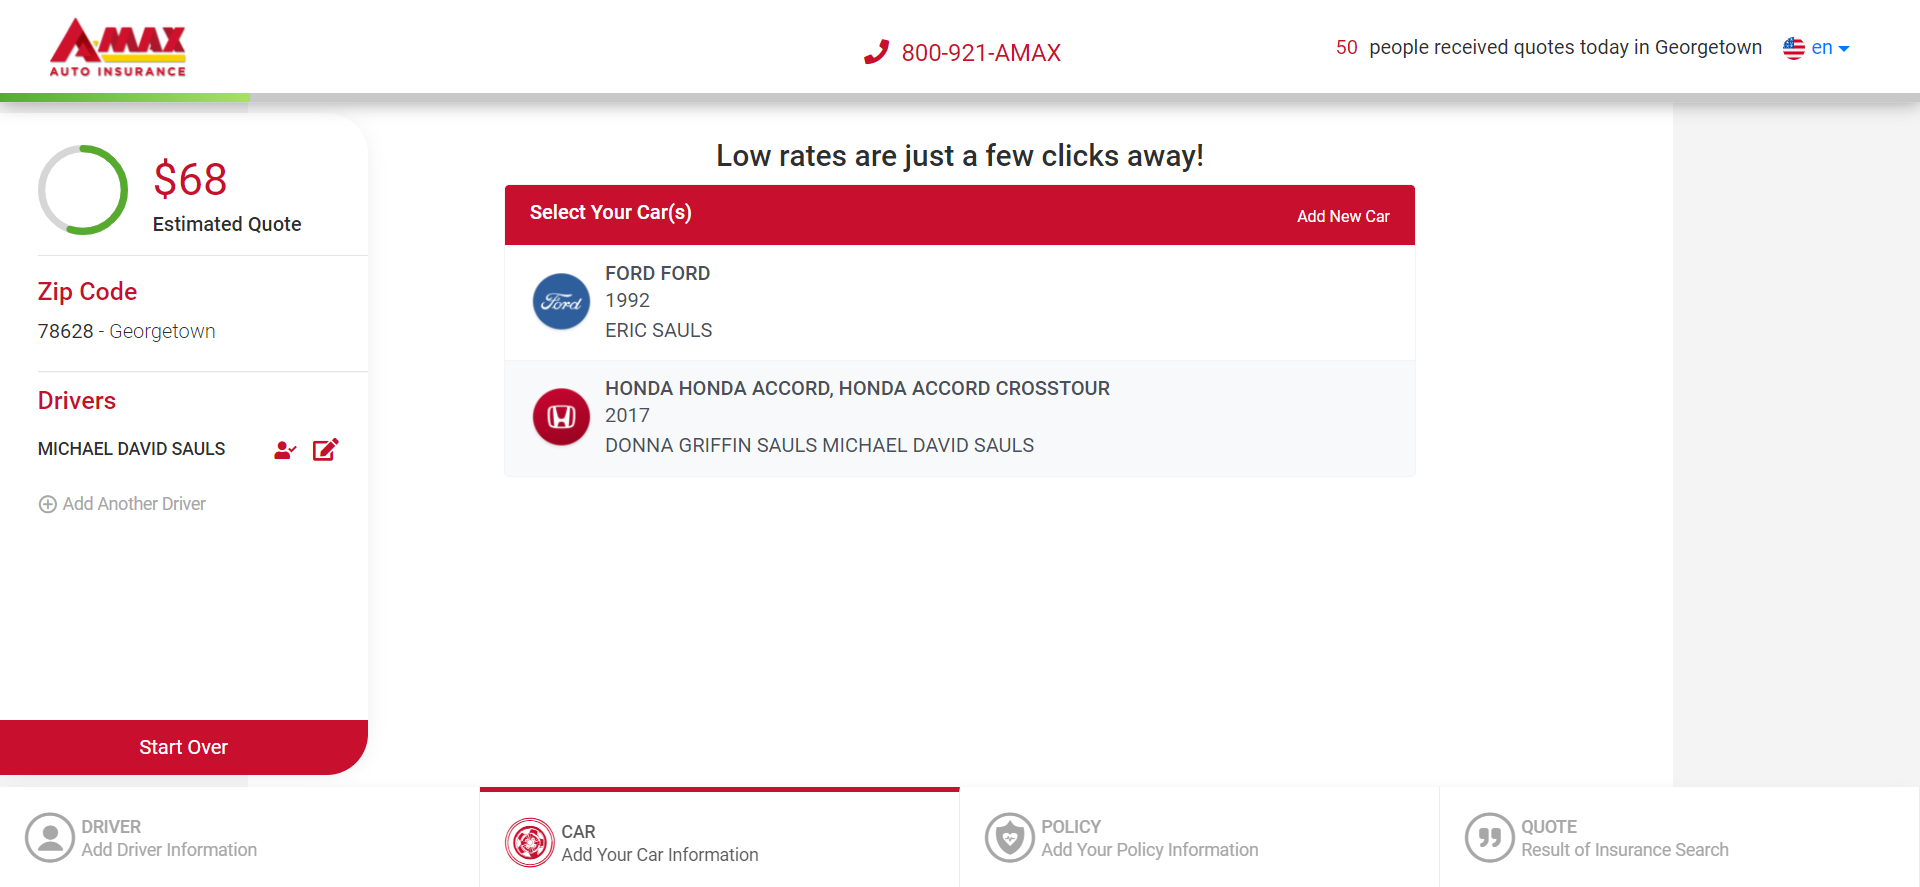 A-MAX
AUTO INSURANCE
800-921-AMAX
50 people received quotes today in Georgetown
en
$68
Estimated Quote
Zip Code
78628 - Georgetown
Drivers
MICHAEL DAVID SAULS
Add Another Driver
Start Over
Low rates are just a few clicks away!
Select Your Car(s)
Add New Car
Ford
FORD FORD
1992
ERIC SAULS
HONDA HONDA ACCORD, HONDA ACCORD CROSSTOUR
2017
DONNA GRIFFIN SAULS MICHAEL DAVID SAULS
DRIVER
Add Driver Information
CAR
Add Your Car Information
POLICY
Add Your Policy Information
QUOTE
Result of Insurance Search